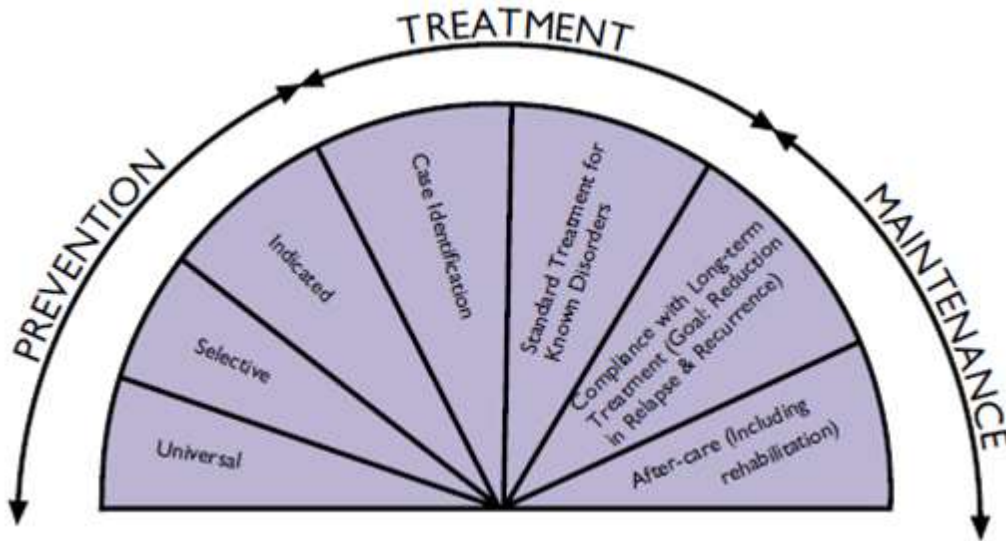 TREATMENT
PREVENTION
MAINTENANCE
Universal
Selective
Indicated
Case Identification
Standard Treatment for
Known Disorders
Compliance with Long-term
Treatment (Goal: Reduction
in Relapse & Recurrence)
After-care (Including
rehabilitation)